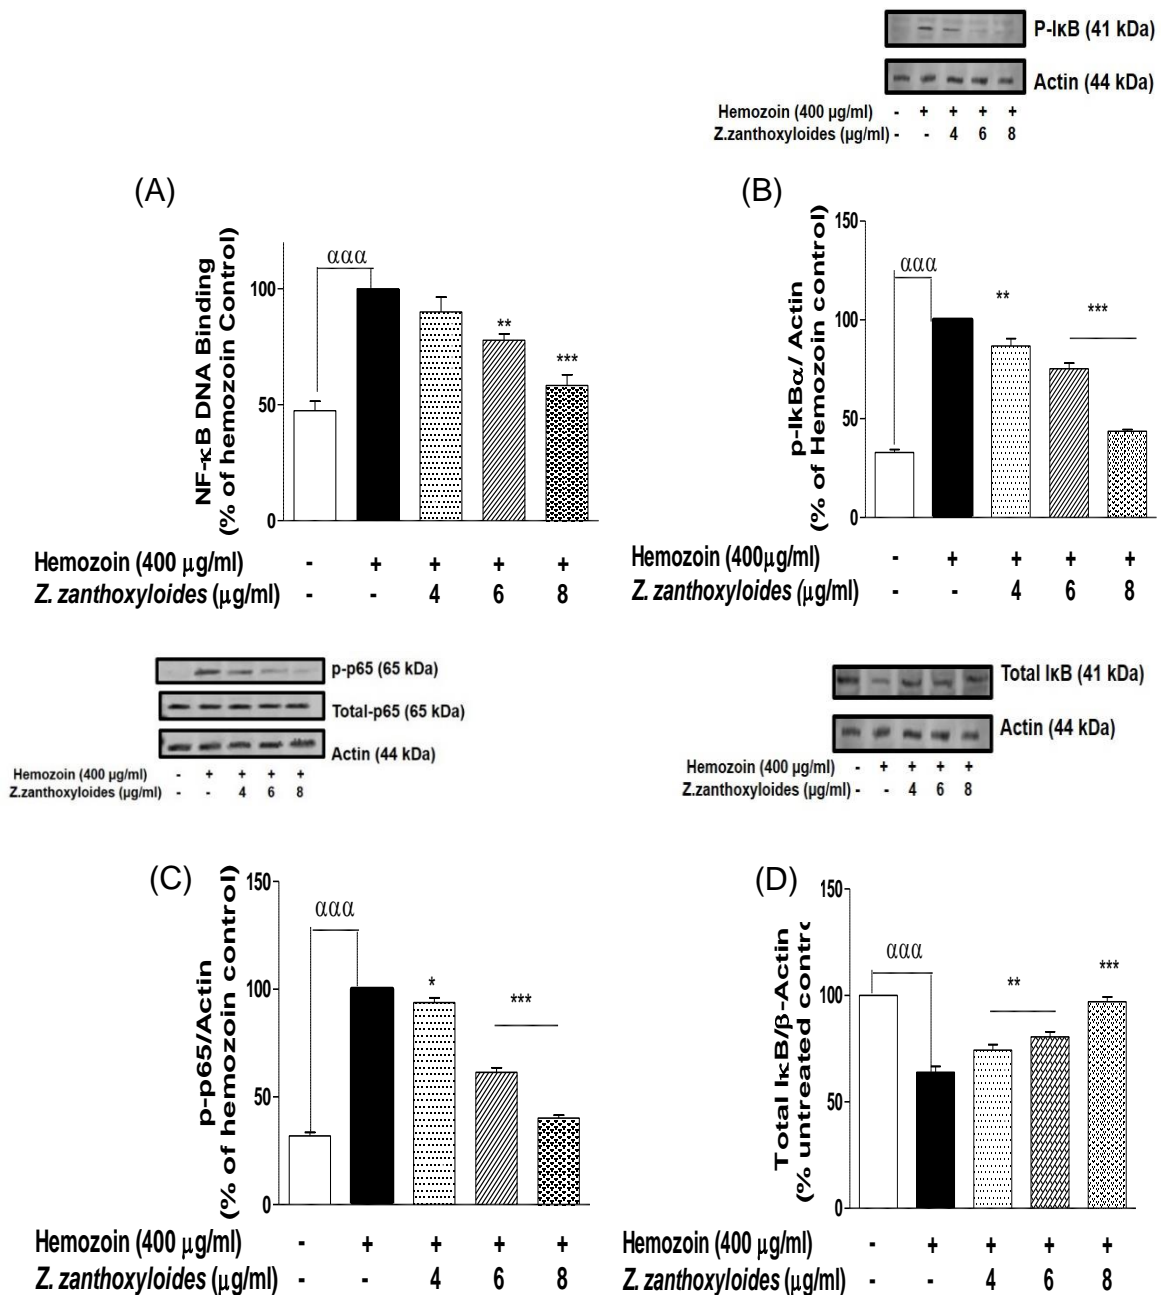 P-IκB (41 kDa)
Actin (44 kDa)
Hemozoin (400 µg/ml) - + + + +
Z.zanthoxyloides (µg/ml) - - 4 6 8
(A)
NF-κB DNA Binding
(% of hemozoin Control)
100
50
0
ααα
**
***
Hemozoin (400 µg/ml) - + + + +
Z. zanthoxyloides (µg/ml) - - 4 6 8
(B)
p-IkBα/ Actin
(% of Hemozoin control)
150
100
50
0
ααα
**
***
Hemozoin (400µg/ml) - + + + +
Z. zanthoxyloides (µg/ml) - - 4 6 8
p-p65 (65 kDa)
Total-p65 (65 kDa)
Actin (44 kDa)
Hemozoin (400 µg/ml) - + + + +
Z.zanthoxyloides (µg/ml) - - 4 6 8
Total IκB (41 kDa)
Actin (44 kDa)
Hemozoin (400 µg/ml) - + + + +
Z.zanthoxyloides (µg/ml) - - 4 6 8
(C)
p-p65/Actin
(% of hemozoin control)
150
100
50
0
ααα
*
***
Hemozoin (400 µg/ml) - + + + +
Z. zanthoxyloides (µg/ml) - - 4 6 8
(D)
Total IκB/β-Actin
(% untreated contrc
150
100
50
0
ααα
**
***
Hemozoin (400 µg/ml) - + + + +
Z. zanthoxyloides (µg/ml) - - 4 6 8